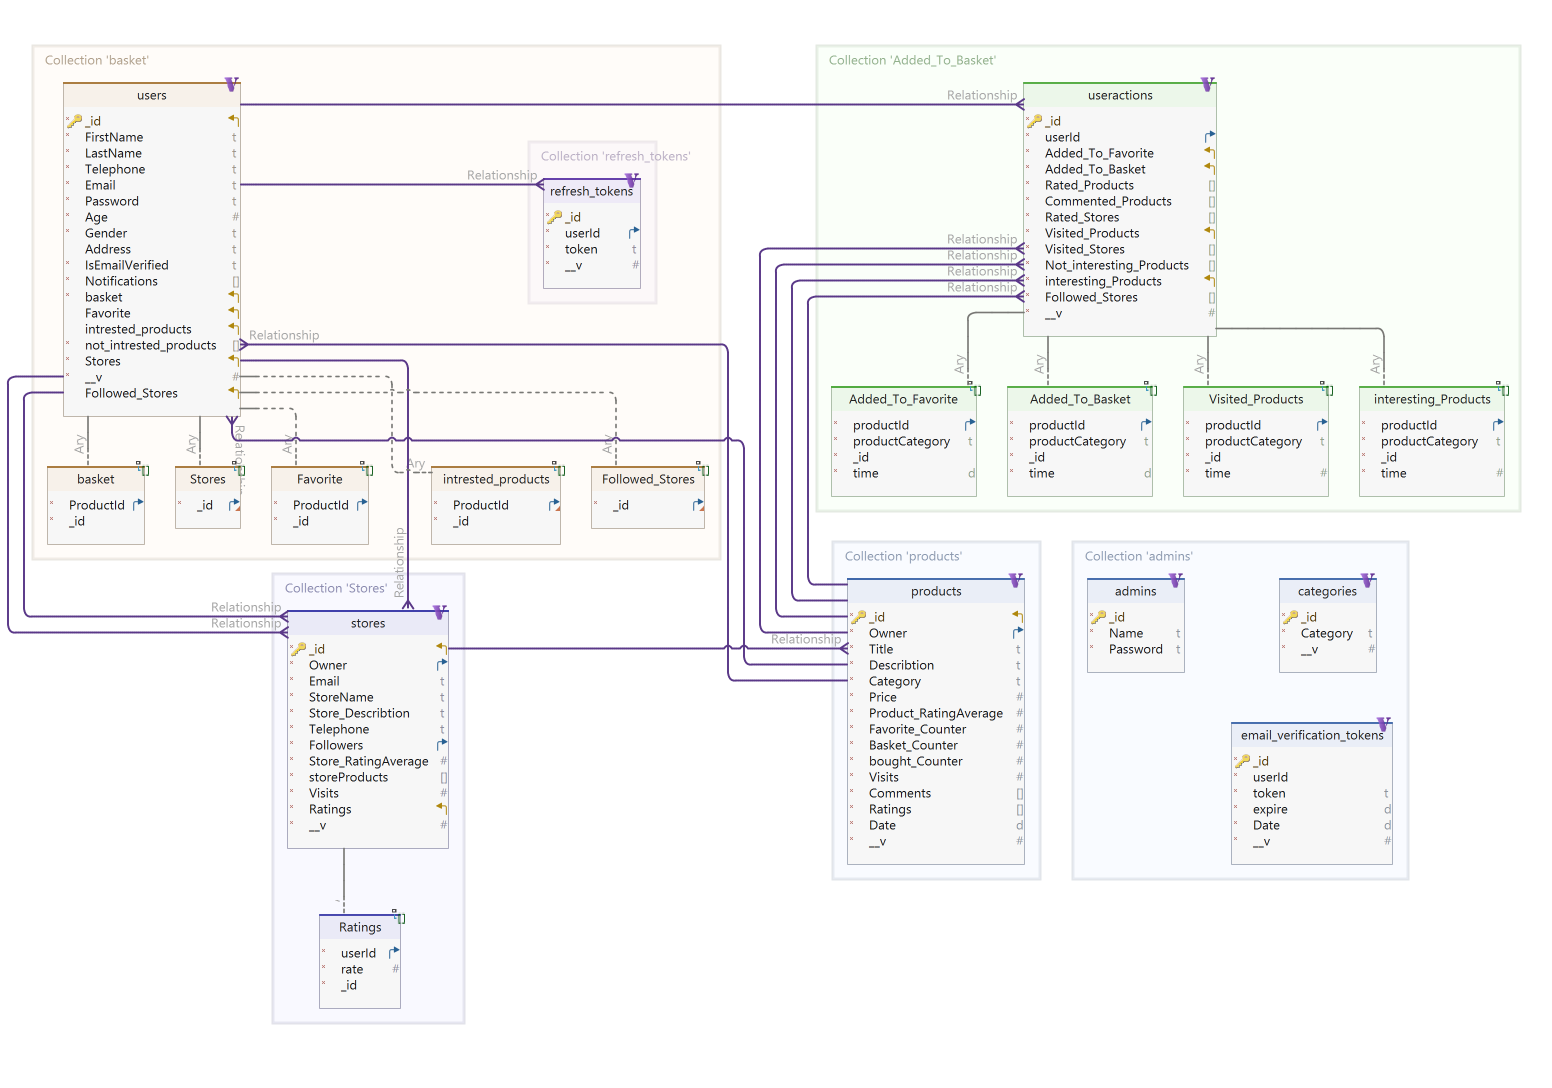 Collection 'basket'
users
_id
FirstName t
LastName t
Telephone t
Email t
Password t
Age #
Gender t
Address t
IsEmailVerified t
Notifications []
basket
Favorite
intrested_products
not_intrested_products []
Stores
__v #
Followed_Stores
Relationship
Relationship
Relationship
Ary
Ary
Relationship
Ary
Ary
Ary
basket
ProductId
_id
Stores
_id
Favorite
ProductId
_id
intrested_products
ProductId
_id
Followed_Stores
_id
Collection 'refresh_tokens'
refresh_tokens
_id
userId
token t
__v #
Collection 'Added_To_Basket'
Relationship
useractions
_id
userId
Added_To_Favorite
Added_To_Basket
Rated_Products []
Commented_Products []
Rated_Stores []
Visited_Products
Visited_Stores []
Not_interesting_Products []
interesting_Products
Followed_Stores []
__v #
Relationship
Relationship
Relationship
Relationship
Ary
Ary
Ary
Ary
Added_To_Favorite
productId
productCategory t
_id
time d
Added_To_Basket
productId
productCategory t
_id
time d
Visited_Products
productId
productCategory t
_id
time #
interesting_Products
productId
productCategory t
_id
time #
Collection 'Stores'
Relationship
Relationship
stores
_id
Owner
Email t
StoreName t
Store_Describtion t
Telephone t
Followers
Store_RatingAverage #
storeProducts []
Visits #
Ratings
__v #
Ratings
userId
rate #
_id
Collection 'products'
Relationship
products
_id
Owner
Title t
Describtion t
Category t
Price #
Product_RatingAverage #
Favorite_Counter #
Basket_Counter #
bought_Counter #
Visits #
Comments []
Ratings []
Date d
__v #
Collection 'admins'
admins
_id
Name t
Password t
categories
_id
Category t
__v #
email_verification_tokens
_id
userId
token t
expire d
Date d
__v #